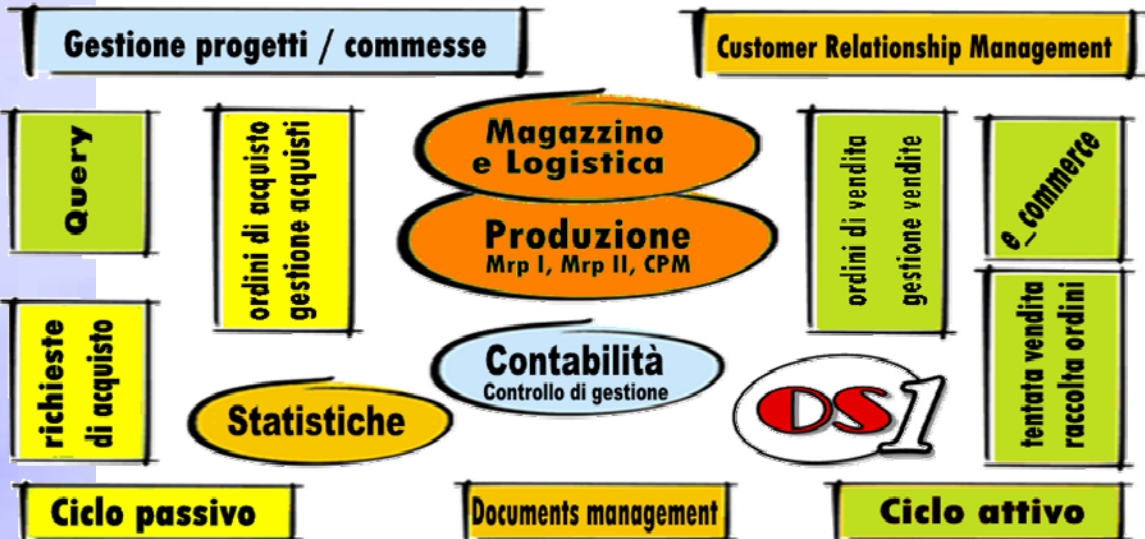 Gestione progetti / commesse
Customer Relationship Management
Query
ordini di acquisto
gestione acquisti
Magazzino
e Logistica
Produzione
Mrp I, Mrp II, CPM
ordini di vendita
gestione vendite
e_commerce
richieste
di acquisto
Statistiche
Contabilità
Controllo di gestione
OS1
tentata vendita
raccolta ordini
Ciclo passivo
Documents management
Ciclo attivo